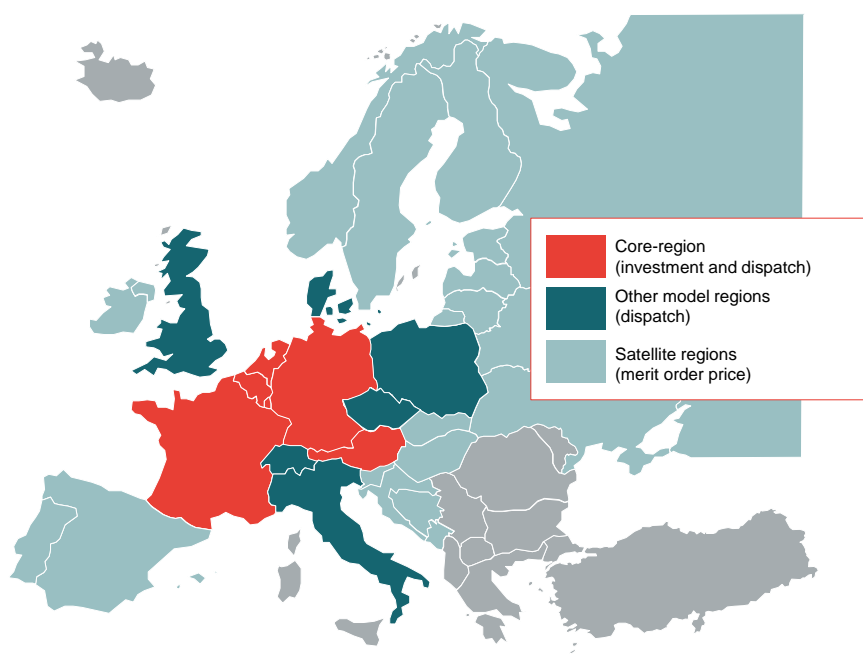 Core-region
(investment and dispatch)
Other model regions
(dispatch)
Satellite regions
(merit order price)